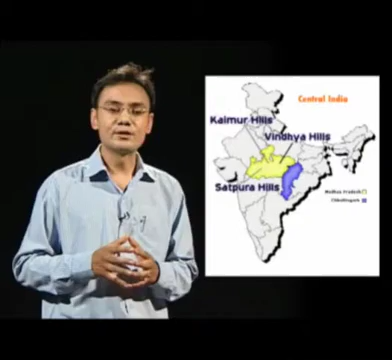 Central India
Kaimur Hills
Vindhya Hills
Satpura Hills
Madhya Pradesh
Chhattisgarh